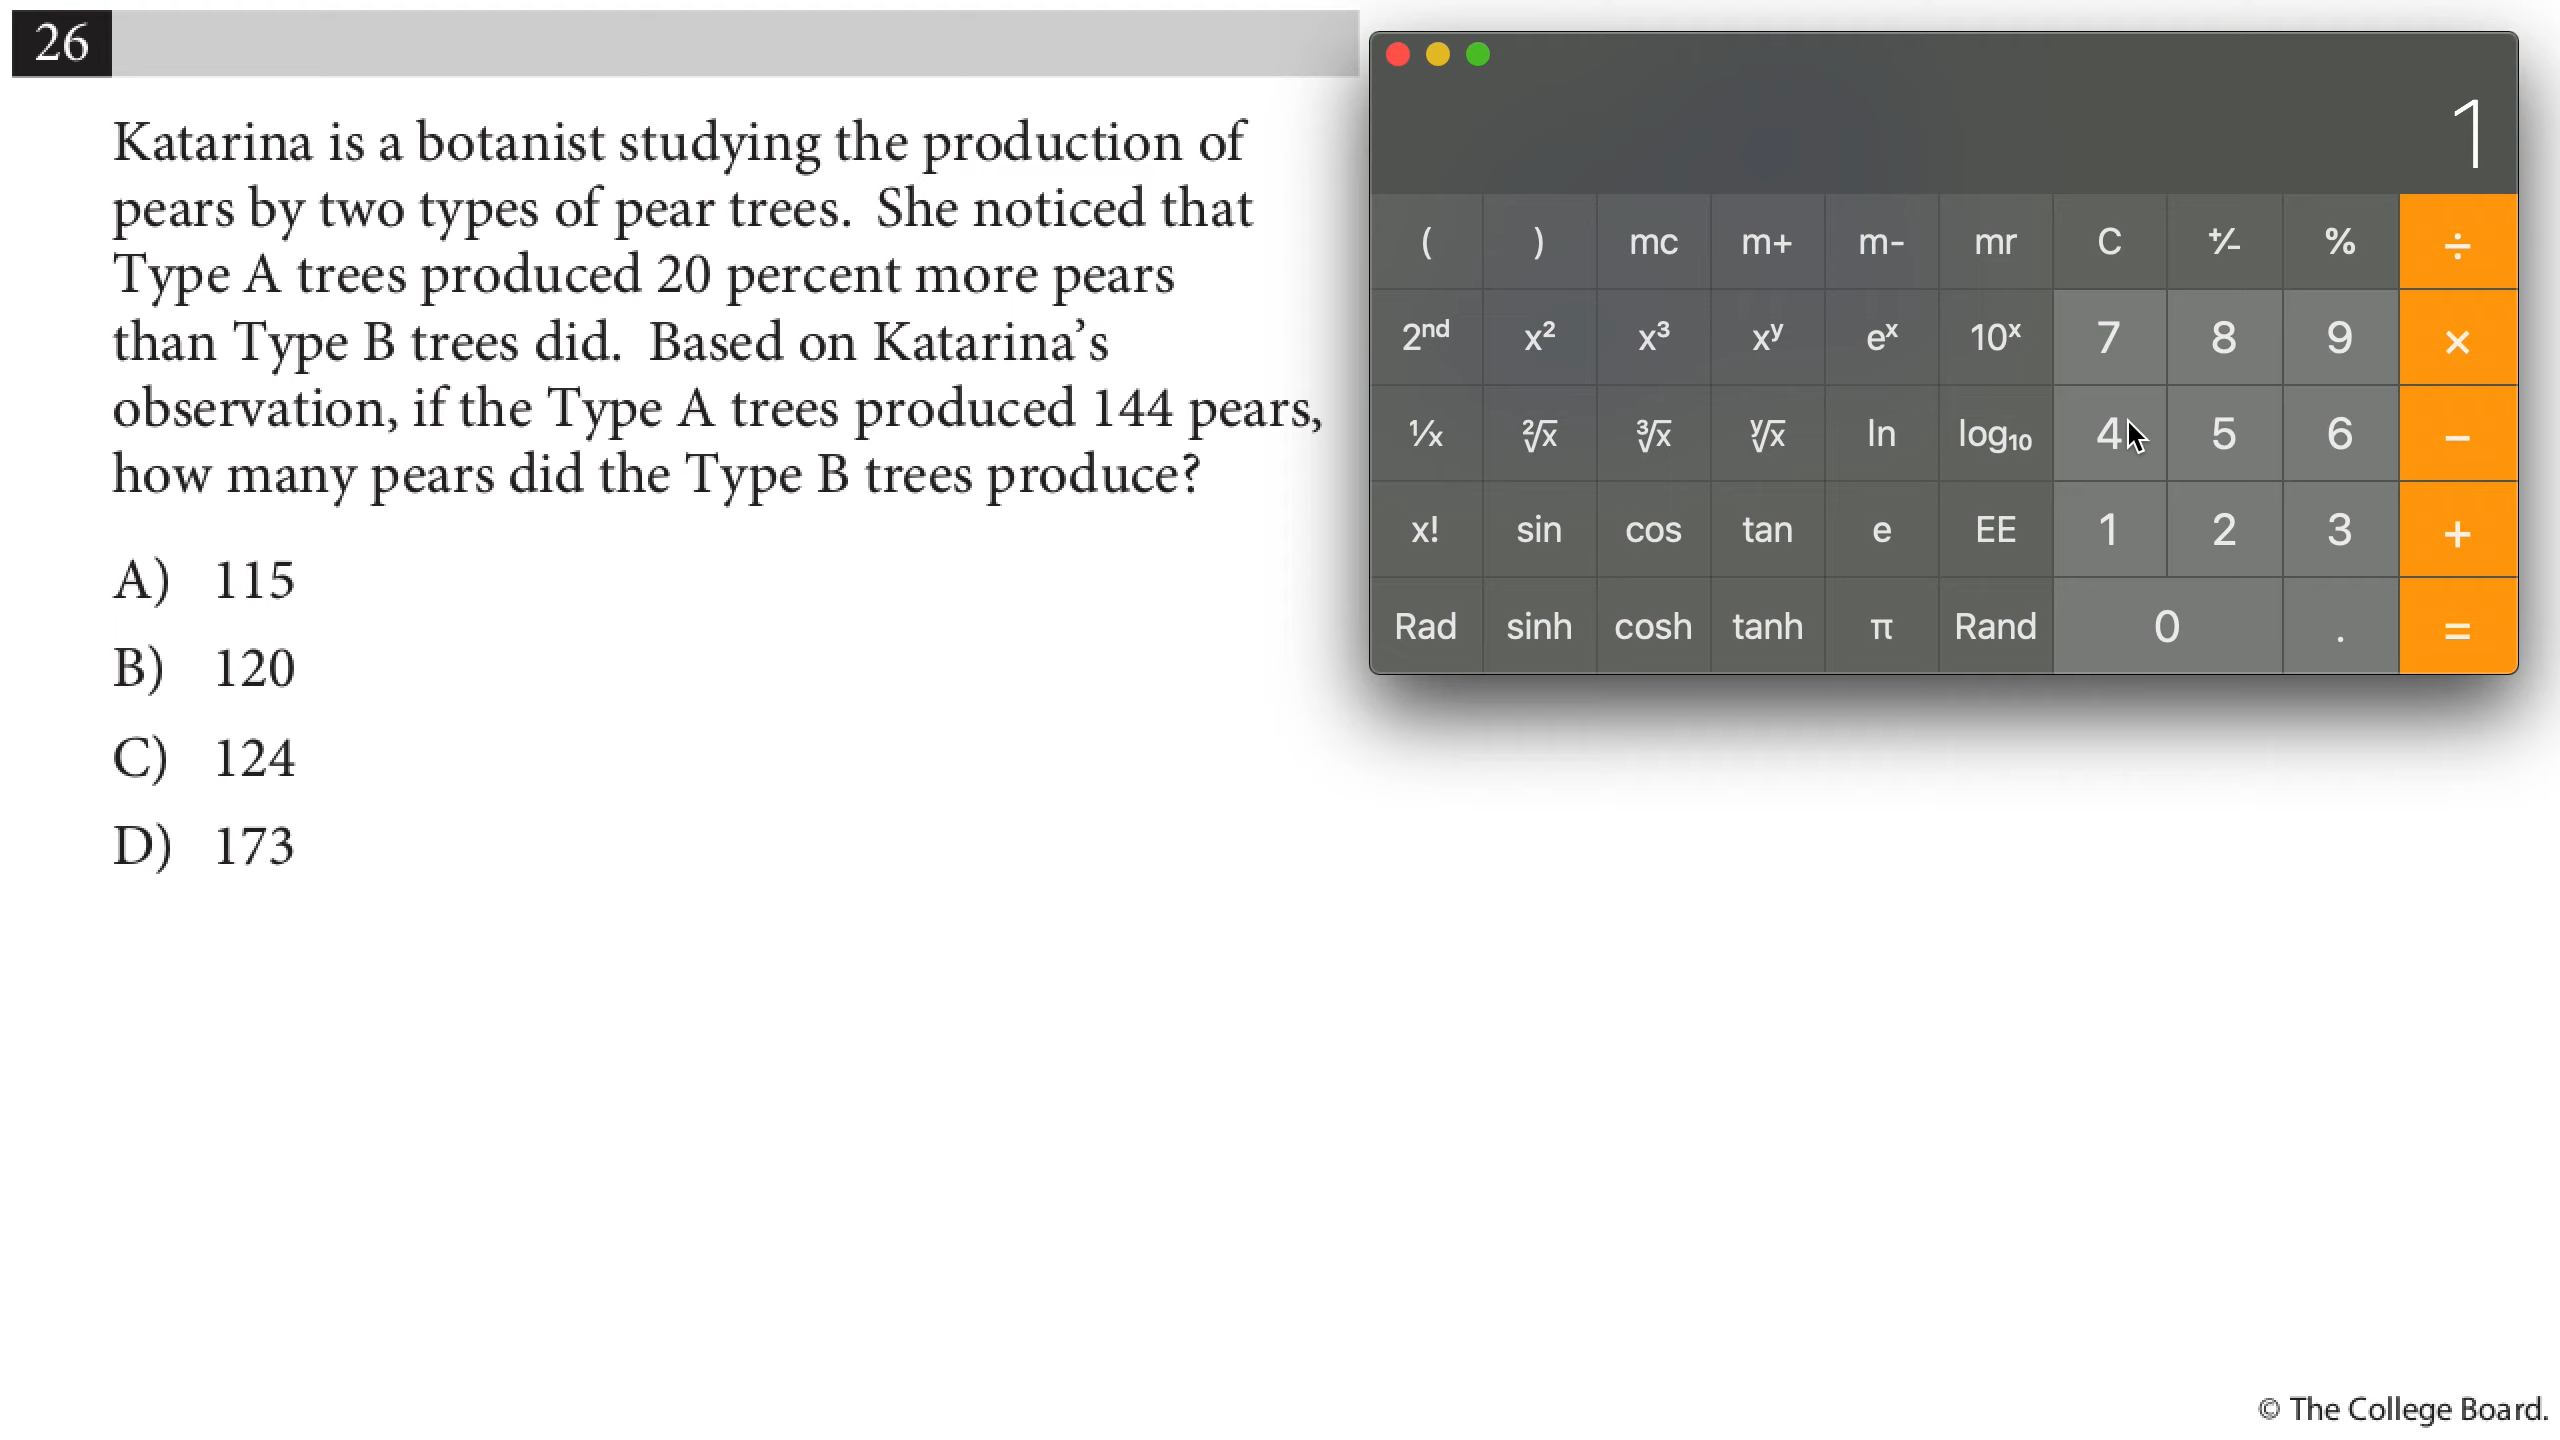 26
Katarina is a botanist studying the production of
pears by two types of pear trees. She noticed that
Type A trees produced 20 percent more pears
than Type B trees did. Based on Katarina’s
observation, if the Type A trees produced 144 pears,
how many pears did the Type B trees produce?
A) 115
B) 120
C) 124
D) 173
1
( ) mc m+ m- mr C ⁺∕₋ % ÷
2ⁿᵈ x² x³ xʸ eˣ 10ˣ 7 8 9 ×
¹∕x ²√x ³√x ʸ√x ln log₁₀ 4 5 6 −
x! sin cos tan e EE 1 2 3 +
Rad sinh cosh tanh π Rand 0 . =
© The College Board.